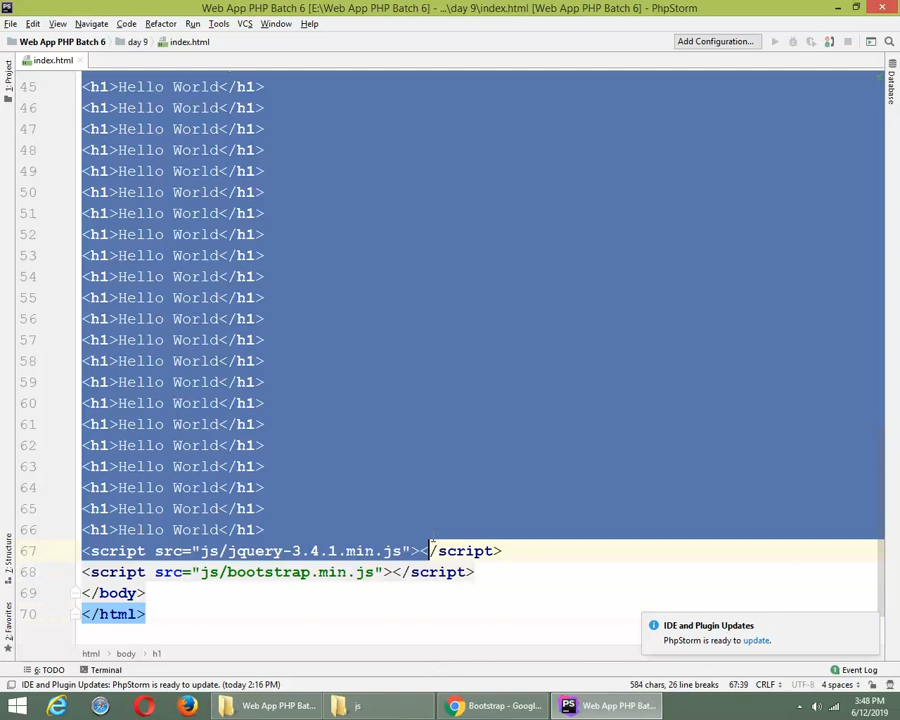 Web App PHP Batch 6 [E:\Web App PHP Batch 6] - ...\day 9\index.html [Web App PHP Batch 6] - PhpStorm
File Edit View Navigate Code Refactor Run Tools VCS Window Help
Web App PHP Batch 6 day 9 index.html Add Configuration...
index.html
1: Project
Database
45 <h1>Hello World</h1>
46 <h1>Hello World</h1>
47 <h1>Hello World</h1>
48 <h1>Hello World</h1>
49 <h1>Hello World</h1>
50 <h1>Hello World</h1>
51 <h1>Hello World</h1>
52 <h1>Hello World</h1>
53 <h1>Hello World</h1>
54 <h1>Hello World</h1>
55 <h1>Hello World</h1>
56 <h1>Hello World</h1>
57 <h1>Hello World</h1>
58 <h1>Hello World</h1>
59 <h1>Hello World</h1>
60 <h1>Hello World</h1>
61 <h1>Hello World</h1>
62 <h1>Hello World</h1>
63 <h1>Hello World</h1>
64 <h1>Hello World</h1>
65 <h1>Hello World</h1>
66 <h1>Hello World</h1>
67 <script src="js/jquery-3.4.1.min.js"></script>
68 <script src="js/bootstrap.min.js"></script>
69 </body>
70 </html>
7: Structure
2: Favorites
IDE and Plugin Updates
PhpStorm is ready to update.
html body h1
6: TODO Terminal Event Log
IDE and Plugin Updates: PhpStorm is ready to update. (today 2:16 PM) 584 chars, 26 line breaks 67:39 CRLF UTF-8 4 spaces
Web App PHP Bat... js Bootstrap - Googl... Web App PHP Bat... 3:48 PM
6/12/2019